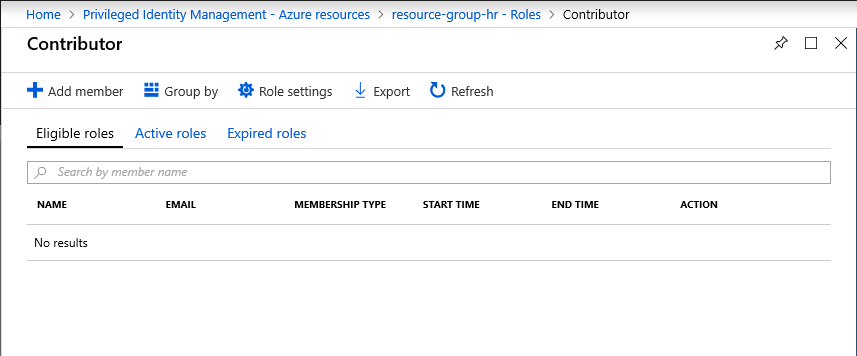 Home > Privileged Identity Management - Azure resources > resource-group-hr - Roles > Contributor
Contributor
Add member Group by Role settings Export Refresh
Eligible roles Active roles Expired roles
Search by member name
NAME EMAIL MEMBERSHIP TYPE START TIME END TIME ACTION
No results